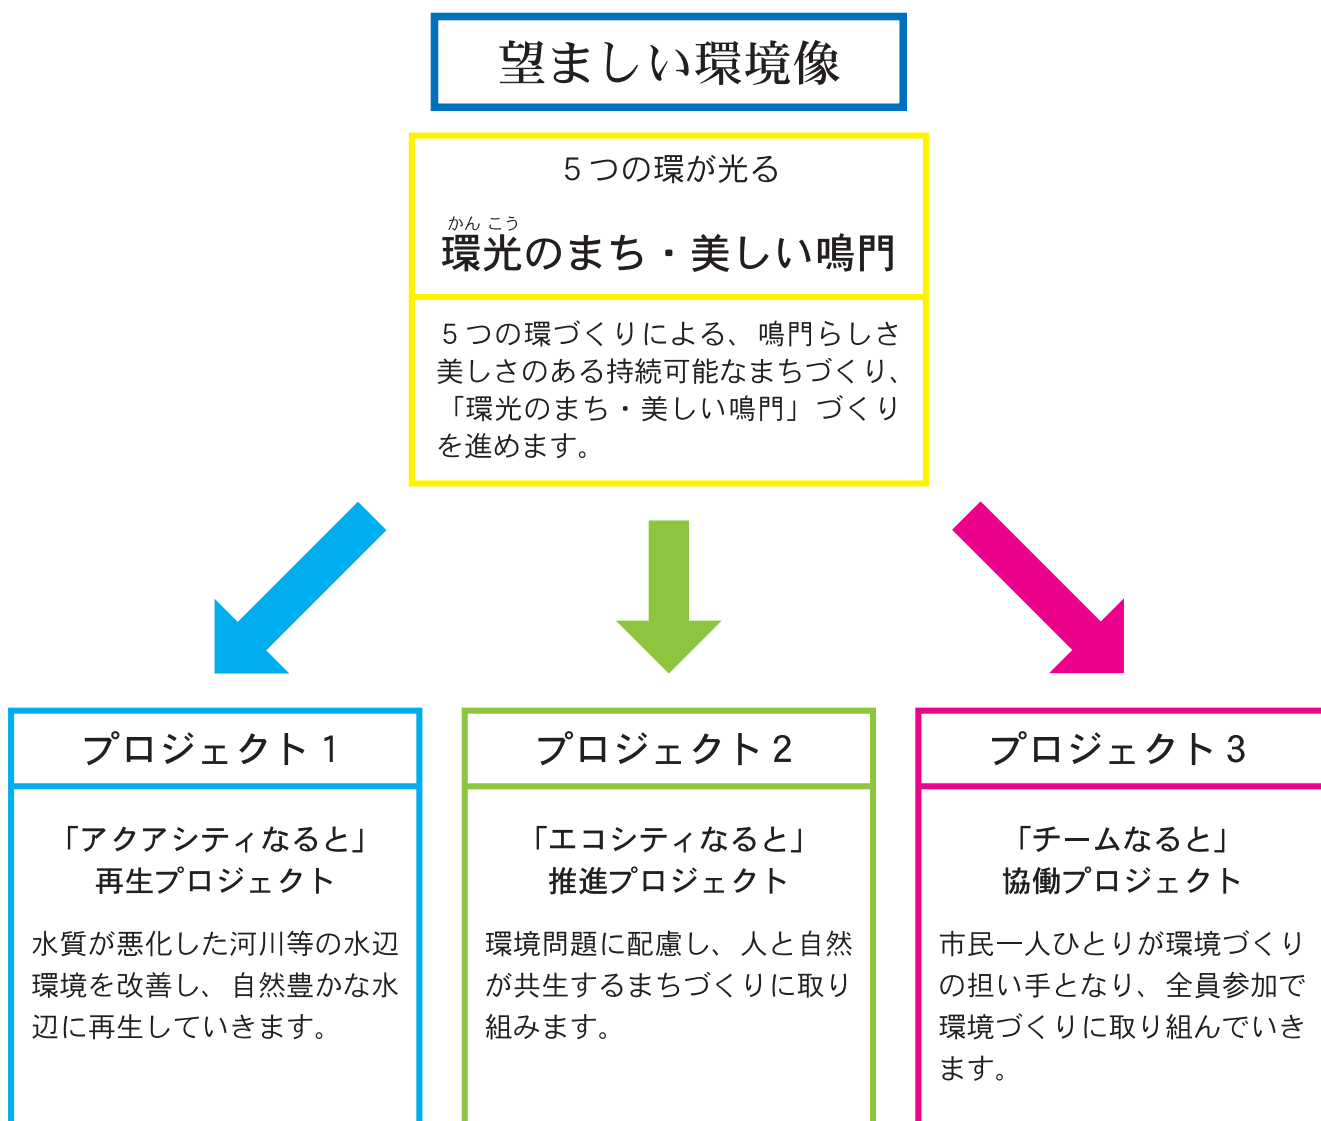 望ましい環境像
5つの環が光る
かんこう
環光のまち・美しい鳴門
5つの環づくりによる、鳴門らしさ
美しさのある持続可能なまちづくり、
「環光のまち・美しい鳴門」づくり
を進めます。
プロジェクト1
「アクアシティなると」
再生プロジェクト
水質が悪化した河川等の水辺
環境を改善し、自然豊かな水
辺に再生していきます。
プロジェクト2
「エコシティなると」
推進プロジェクト
環境問題に配慮し、人と自然
が共生するまちづくりに取り
組みます。
プロジェクト3
「チームなると」
協働プロジェクト
市民一人ひとりが環境づくり
の担い手となり、全員参加で
環境づくりに取り組んでいき
ます。